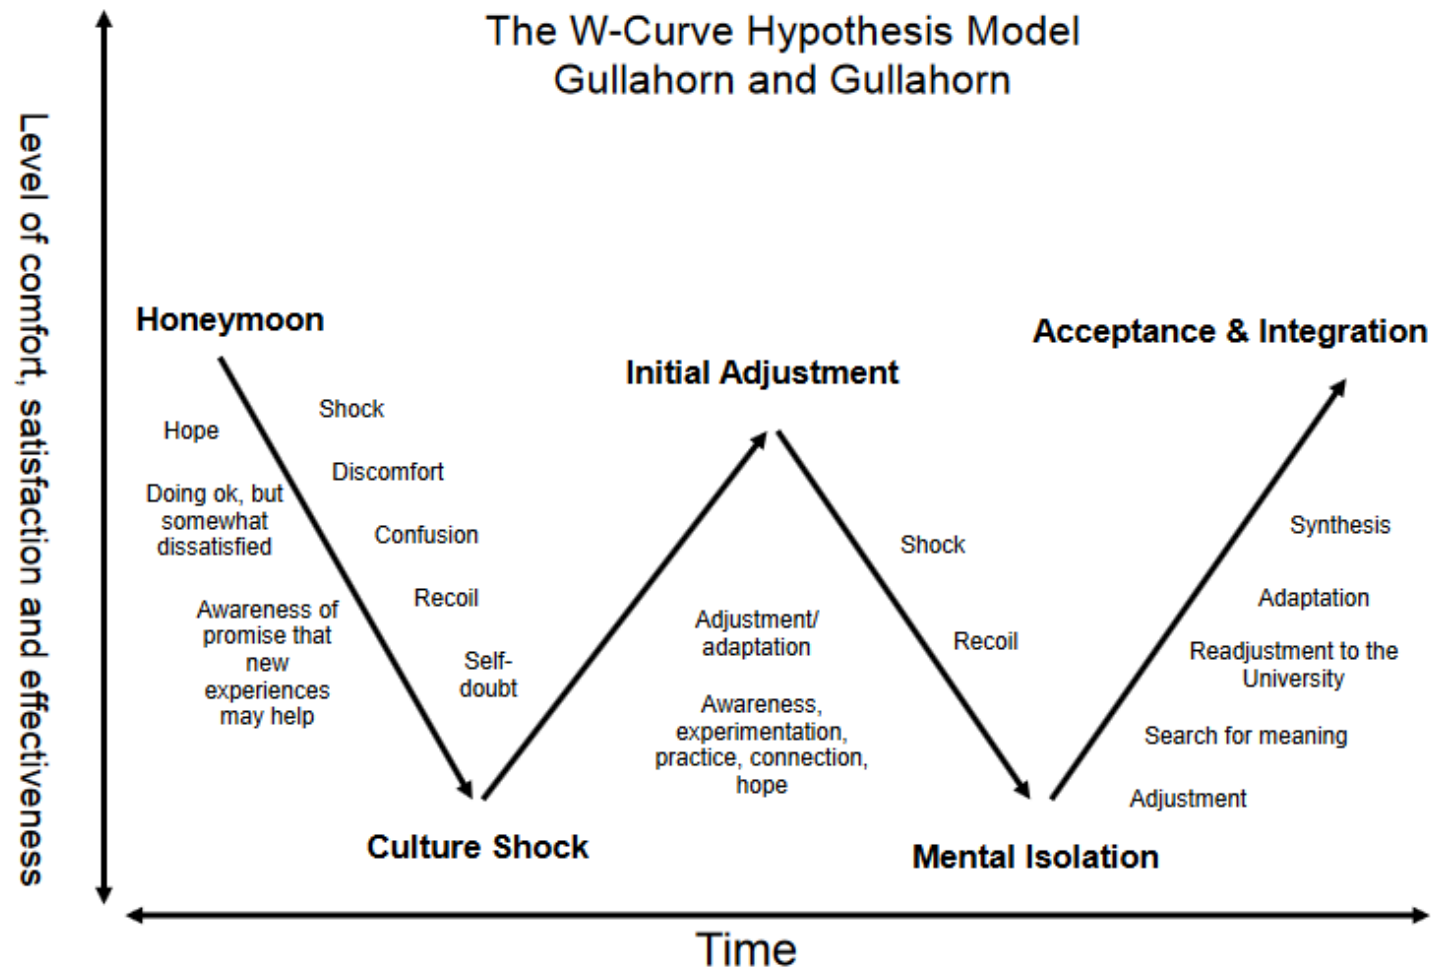 The W-Curve Hypothesis Model
Gullahorn and Gullahorn
Level of comfort, satisfaction and effectiveness
Honeymoon
Hope
Doing ok, but
somewhat
dissatisfied
Awareness of
promise that
new
experiences
may help
Shock
Discomfort
Confusion
Recoil
Self-
doubt
Culture Shock
Initial Adjustment
Adjustment/
adaptation
Awareness,
experimentation,
practice, connection,
hope
Shock
Recoil
Mental Isolation
Acceptance & Integration
Synthesis
Adaptation
Readjustment to the
University
Search for meaning
Adjustment
Time